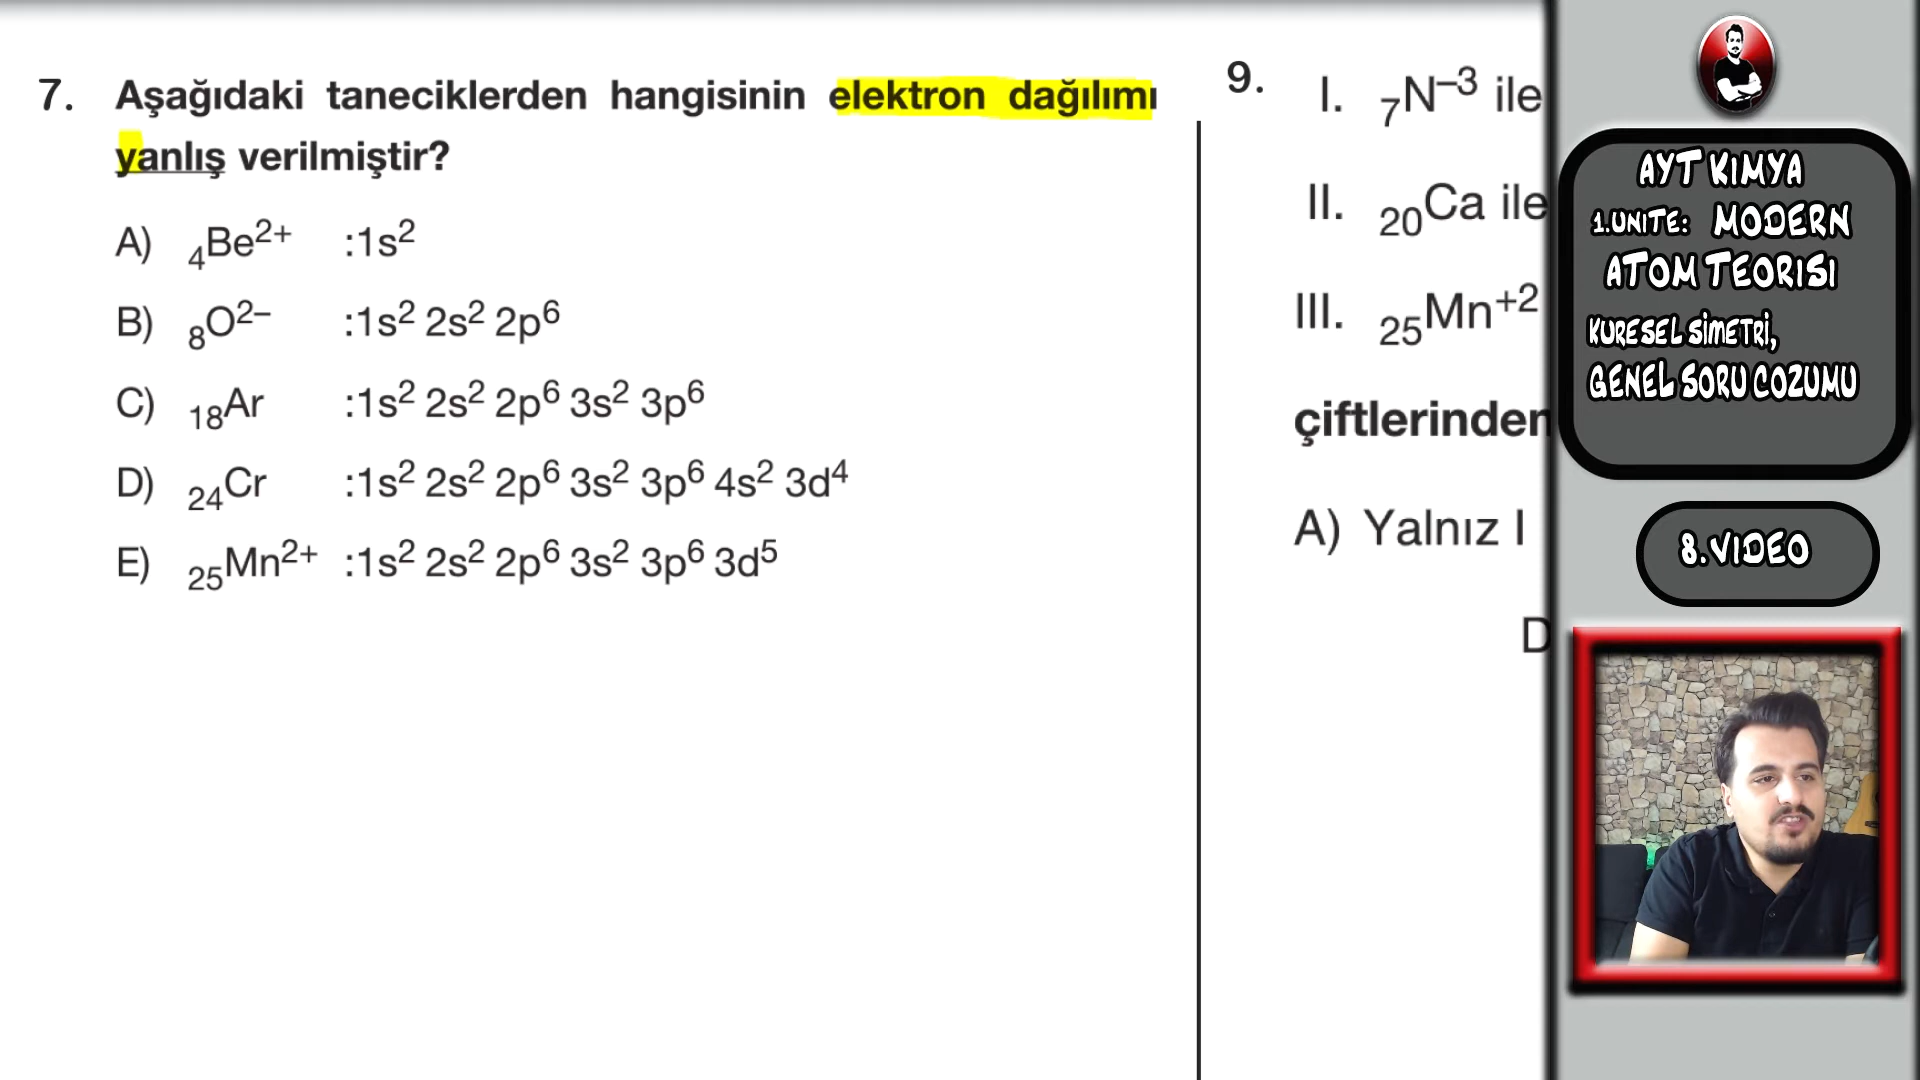 7. Aşağıdaki taneciklerden hangisinin elektron dağılımı
yanlış verilmiştir?
A) ₄Be²⁺ :1s²
B) ₈O²⁻ :1s² 2s² 2p⁶
C) ₁₈Ar :1s² 2s² 2p⁶ 3s² 3p⁶
D) ₂₄Cr :1s² 2s² 2p⁶ 3s² 3p⁶ 4s² 3d⁴
E) ₂₅Mn²⁺ :1s² 2s² 2p⁶ 3s² 3p⁶ 3d⁵
9. I. ₇N⁻³ ile
II. ₂₀Ca ile
III. ₂₅Mn⁺²
çiftlerinden
A) Yalnız I
D
AYT KIMYA
1.UNITE: MODERN
ATOM TEORISI
KURESEL SİMETRİ,
GENEL SORU COZUMU
8.VIDEO